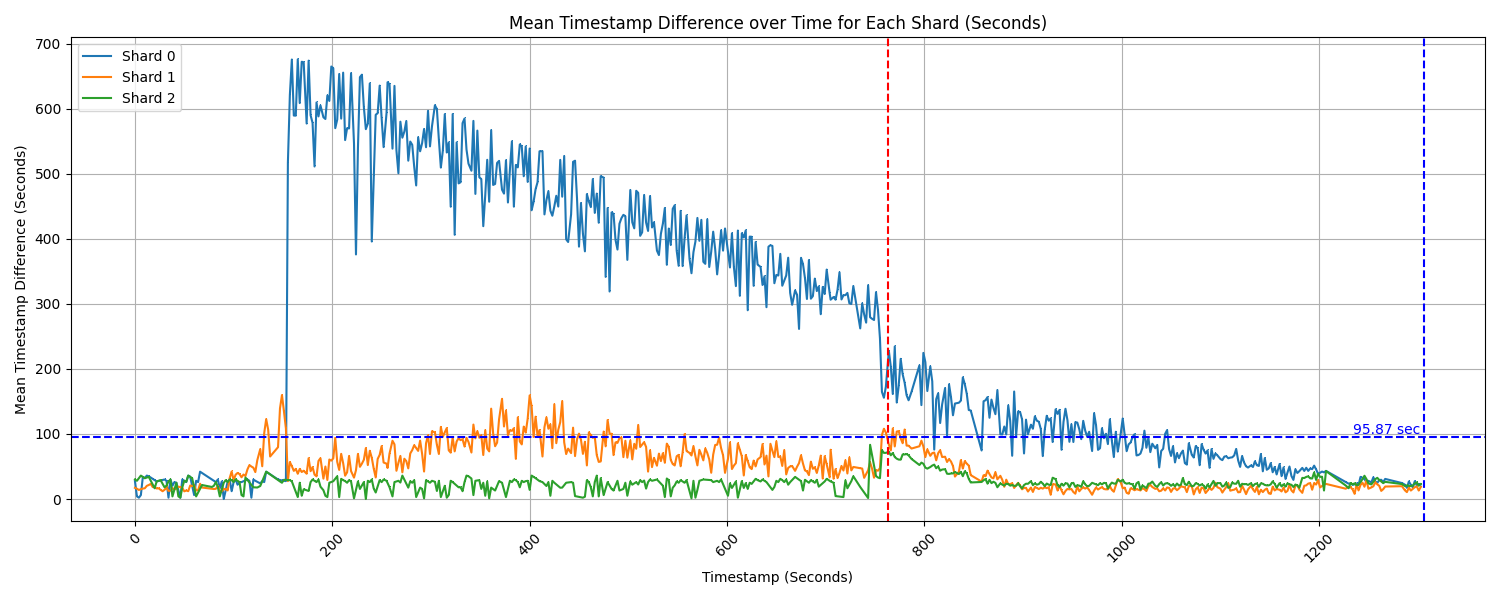 Mean Timestamp Difference over Time for Each Shard (Seconds)
Mean Timestamp Difference (Seconds)
700
600
500
400
300
200
100
0
Shard 0
Shard 1
Shard 2
95.87 sec
0
200
400
600
800
1000
1200
Timestamp (Seconds)